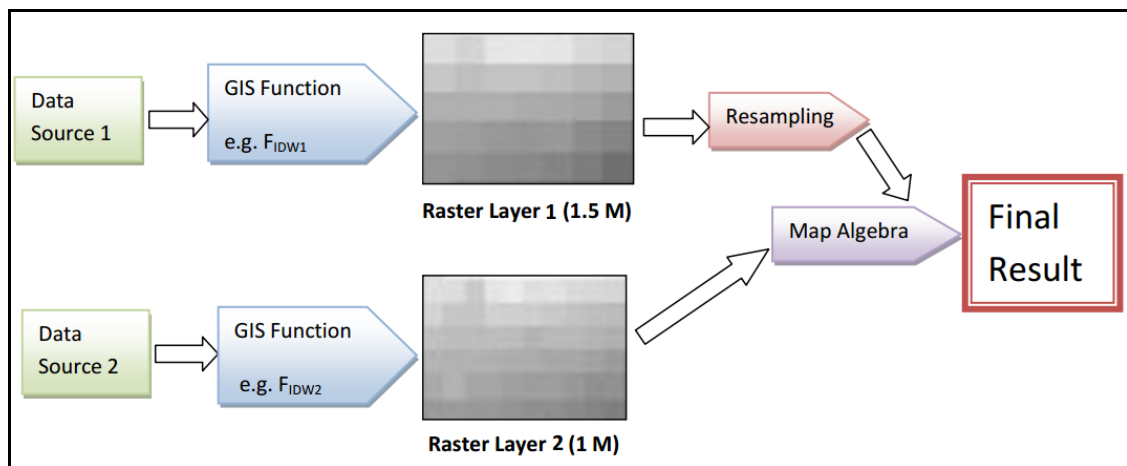 Data
Source 1
GIS Function
e.g. FIDW1
Raster Layer 1 (1.5 M)
Resampling
Map Algebra
Final
Result
Data
Source 2
GIS Function
e.g. FIDW2
Raster Layer 2 (1 M)